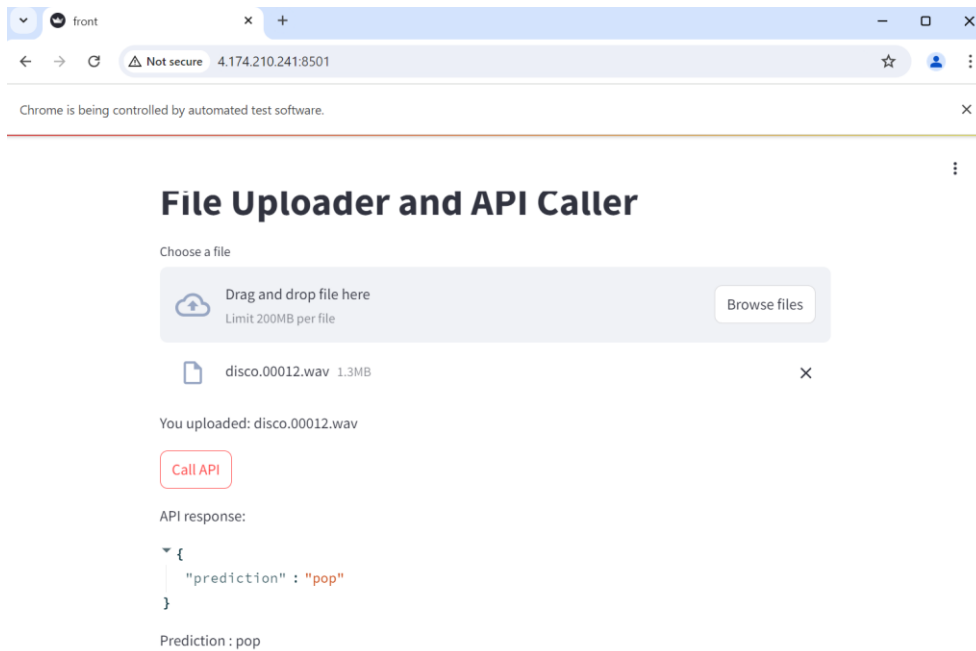 front
Not secure 4.174.210.241:8501
Chrome is being controlled by automated test software.
File Uploader and API Caller
Choose a file
Drag and drop file here
Limit 200MB per file
Browse files
disco.00012.wav 1.3MB
You uploaded: disco.00012.wav
Call API
API response:
{
"prediction" : "pop"
}
Prediction : pop